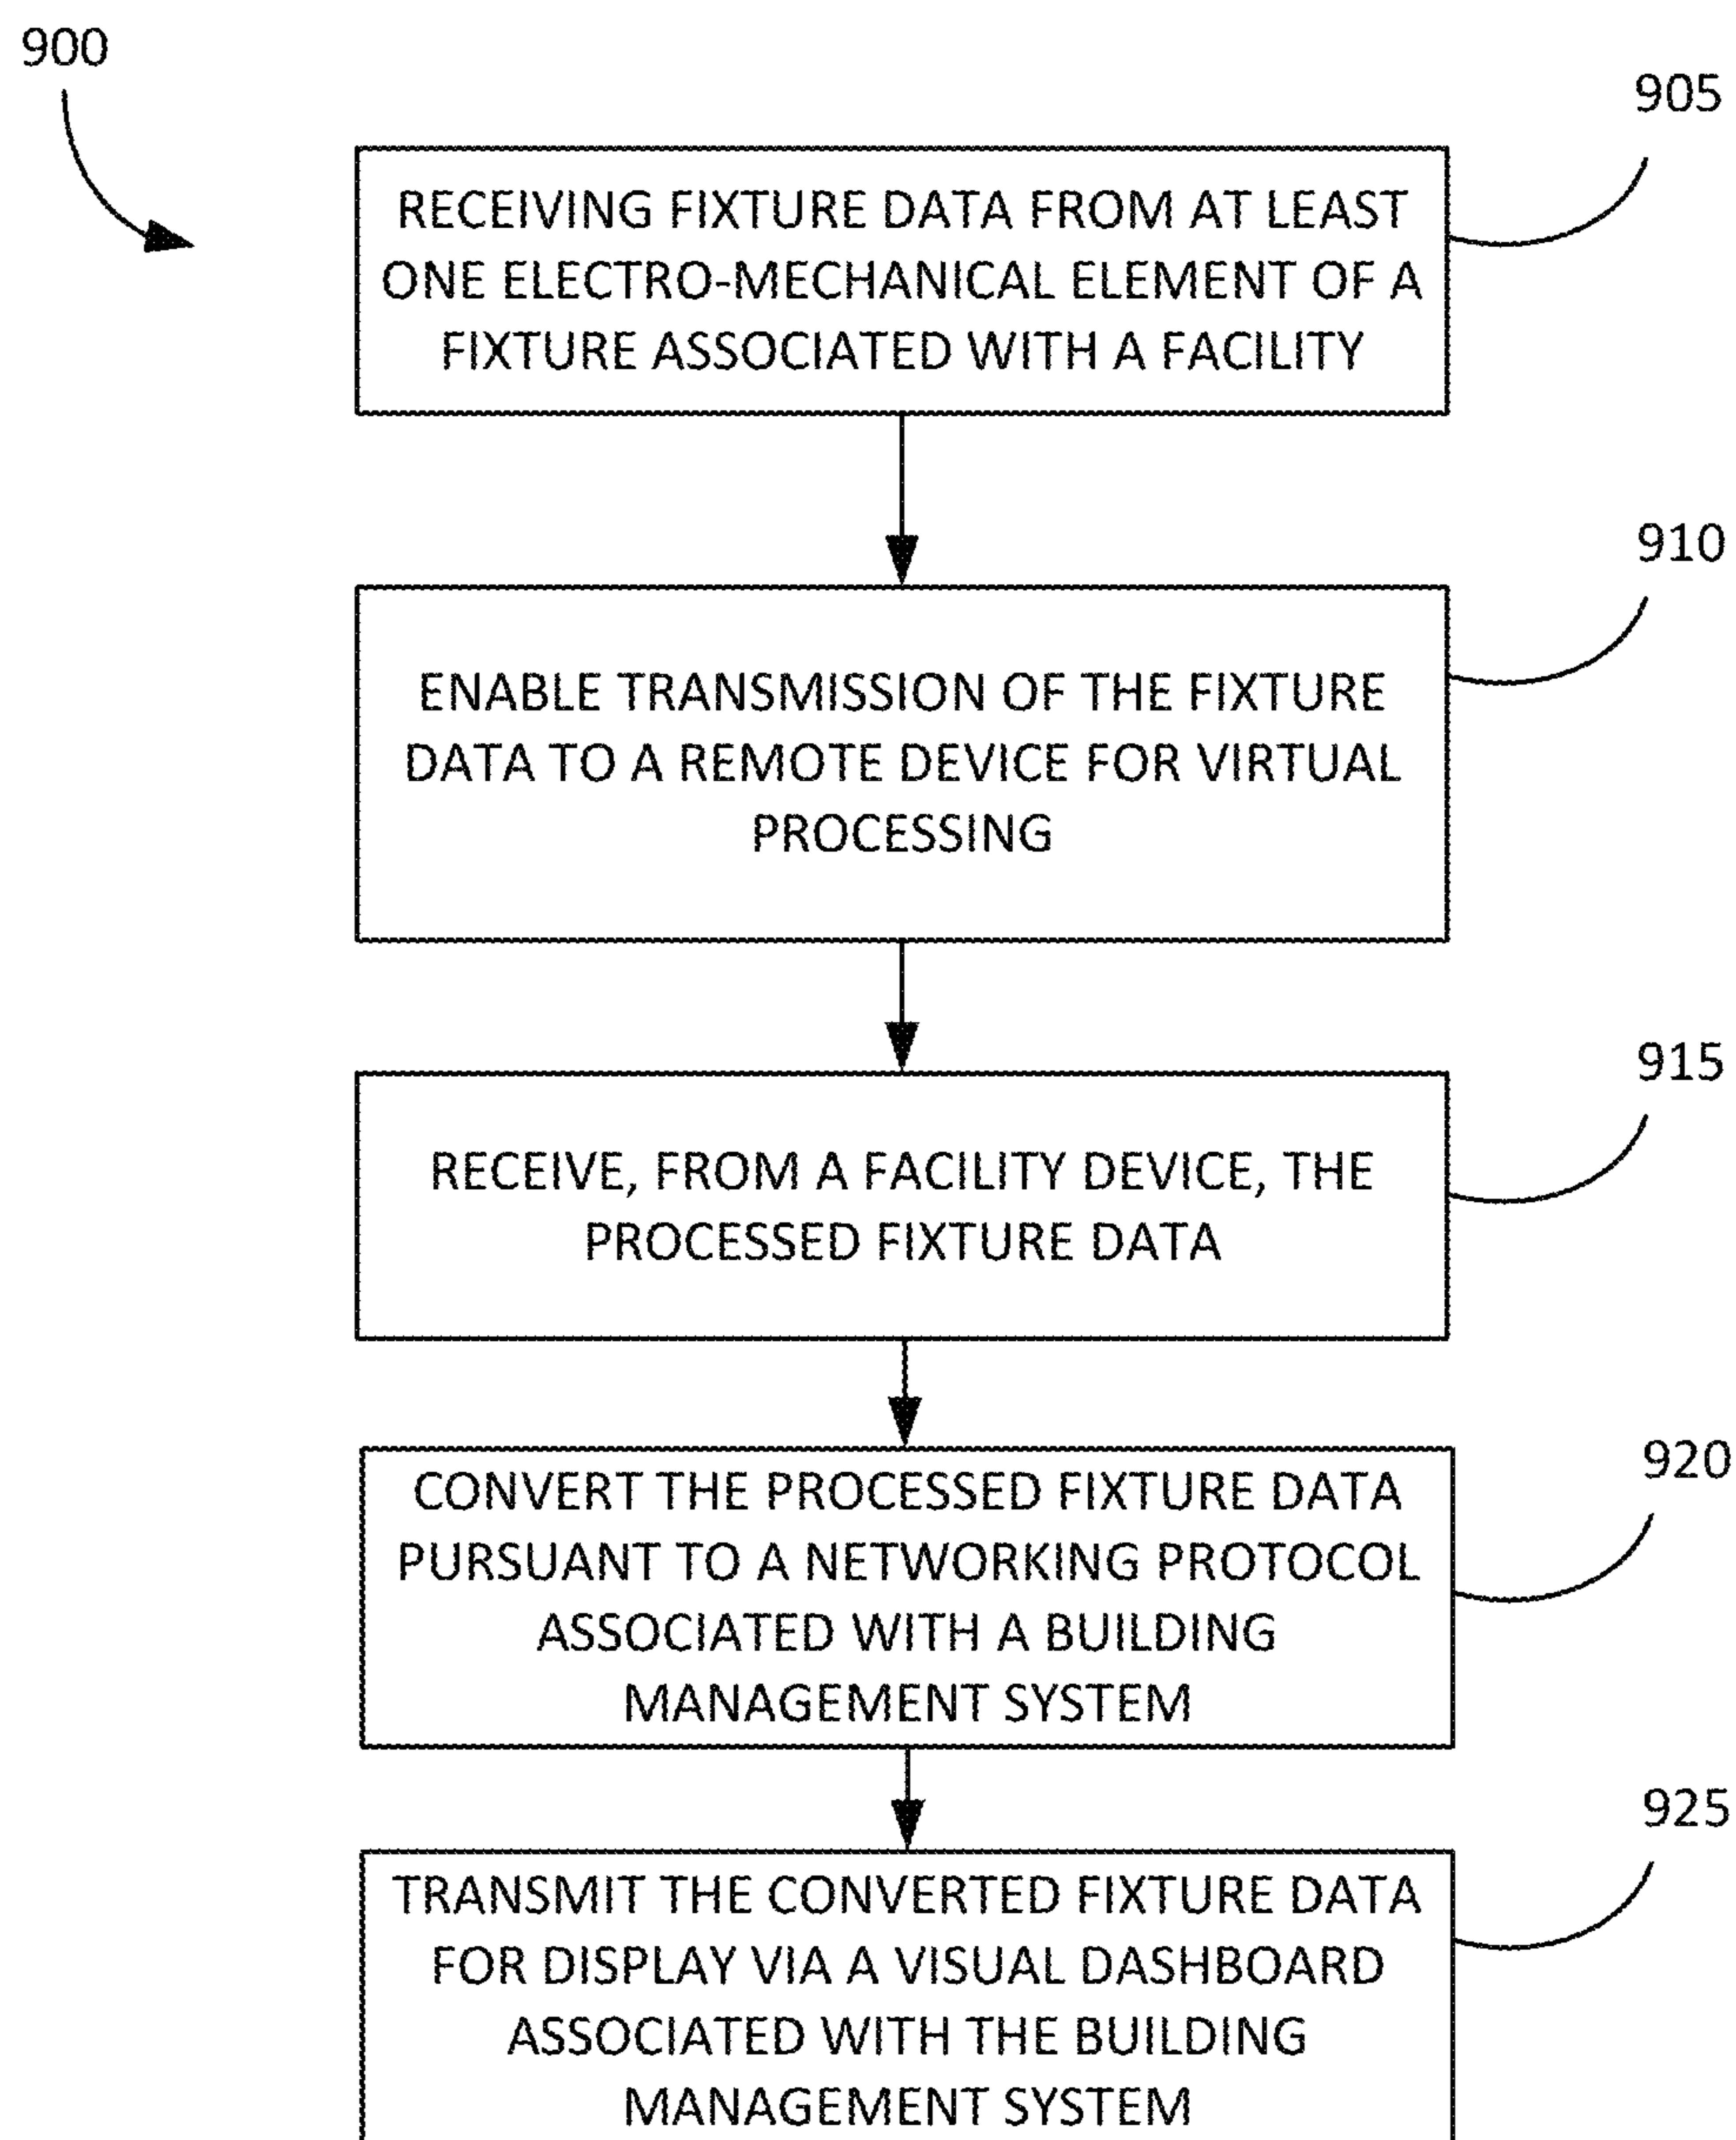 900
905
RECEIVING FIXTURE DATA FROM AT LEAST
ONE ELECTRO-MECHANICAL ELEMENT OF A
FIXTURE ASSOCIATED WITH A FACILITY
910
ENABLE TRANSMISSION OF THE FIXTURE
DATA TO A REMOTE DEVICE FOR VIRTUAL
PROCESSING
915
RECEIVE, FROM A FACILITY DEVICE, THE
PROCESSED FIXTURE DATA
920
CONVERT THE PROCESSED FIXTURE DATA
PURSUANT TO A NETWORKING PROTOCOL
ASSOCIATED WITH A BUILDING
MANAGEMENT SYSTEM
925
TRANSMIT THE CONVERTED FIXTURE DATA
FOR DISPLAY VIA A VISUAL DASHBOARD
ASSOCIATED WITH THE BUILDING
MANAGEMENT SYSTEM